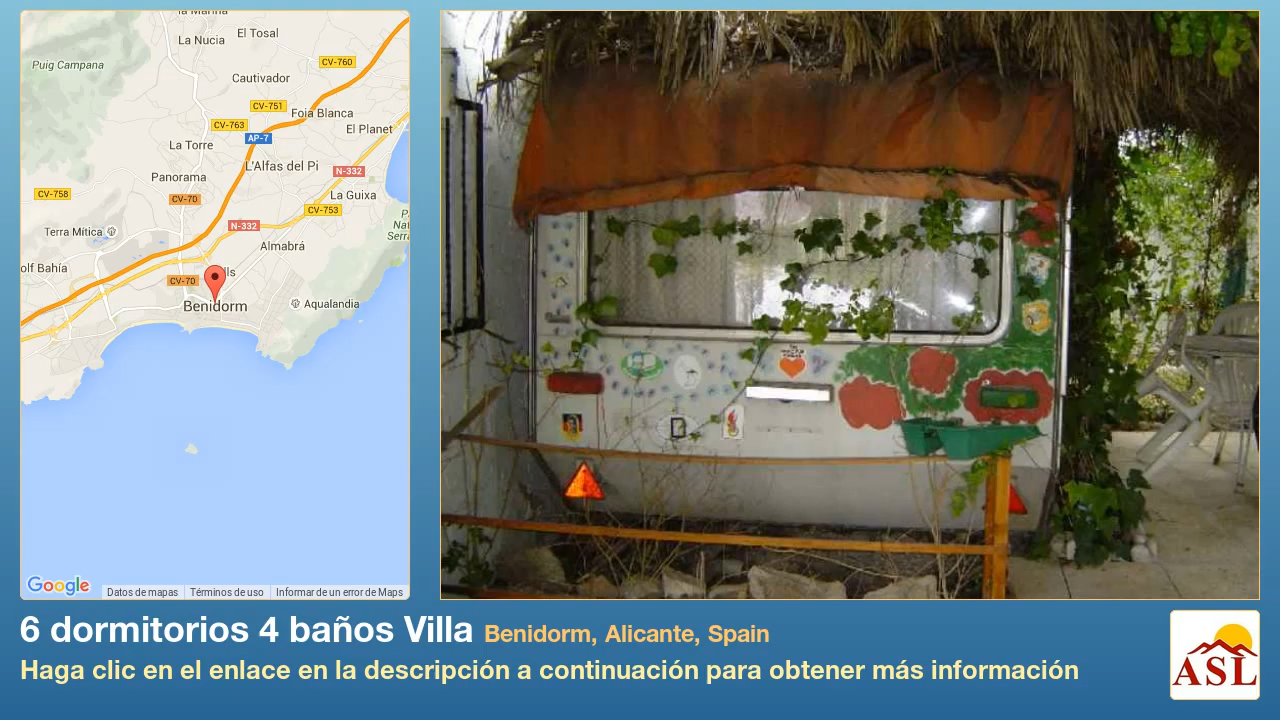 la Marina
La Nucia
El Tosal
Puig Campana
CV-760
Cautivador
CV-751
Foia Blanca
CV-763
El Planet
AP-7
La Torre
L'Alfas del Pi
N-332
Panorama
CV-758
CV-70
La Guixa
CV-753
N-332
Terra Mítica
Almabrá
olf Bahía
CV-70
lls
Benidorm
Aqualandia
Google
Datos de mapas
Términos de uso
Informar de un error de Maps
6 dormitorios 4 baños Villa Benidorm, Alicante, Spain
Haga clic en el enlace en la descripción a continuación para obtener más información
ASL